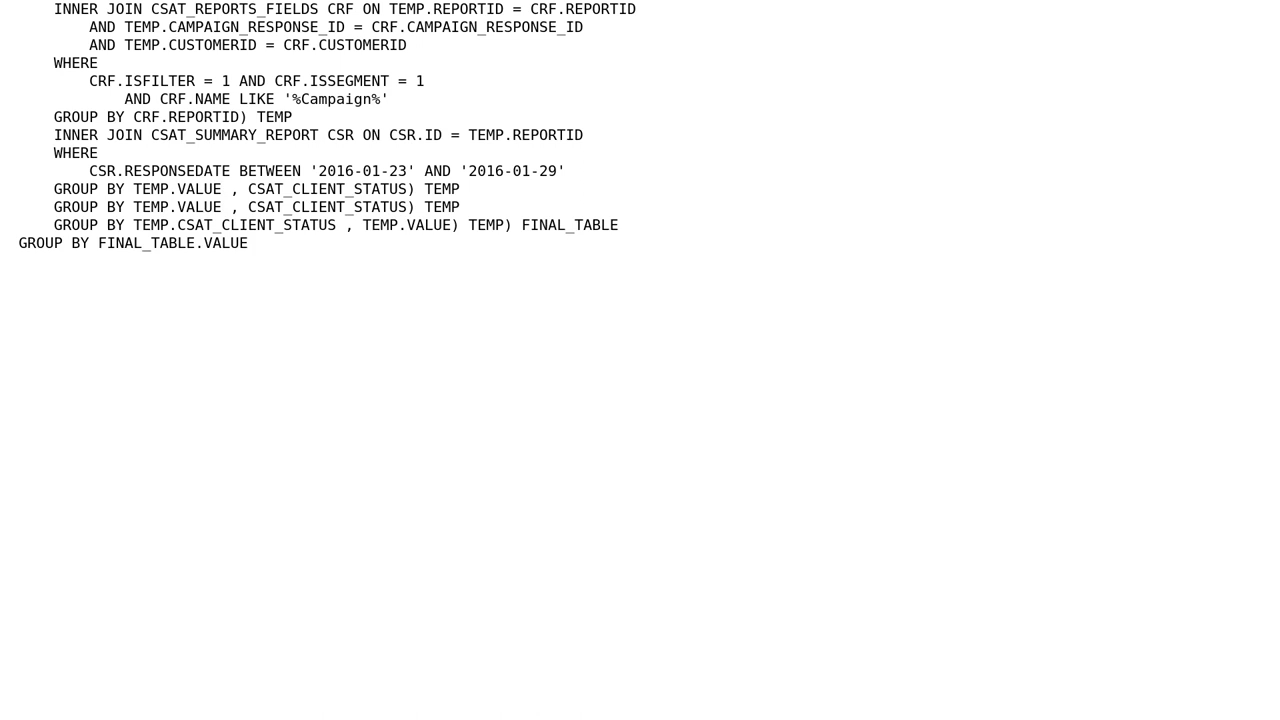 INNER JOIN CSAT_REPORTS_FIELDS CRF ON TEMP.REPORTID = CRF.REPORTID
AND TEMP.CAMPAIGN_RESPONSE_ID = CRF.CAMPAIGN_RESPONSE_ID
AND TEMP.CUSTOMERID = CRF.CUSTOMERID
WHERE
CRF.ISFILTER = 1 AND CRF.ISSEGMENT = 1
AND CRF.NAME LIKE '%Campaign%'
GROUP BY CRF.REPORTID) TEMP
INNER JOIN CSAT_SUMMARY_REPORT CSR ON CSR.ID = TEMP.REPORTID
WHERE
CSR.RESPONSEDATE BETWEEN '2016-01-23' AND '2016-01-29'
GROUP BY TEMP.VALUE , CSAT_CLIENT_STATUS) TEMP
GROUP BY TEMP.VALUE , CSAT_CLIENT_STATUS) TEMP
GROUP BY TEMP.CSAT_CLIENT_STATUS , TEMP.VALUE) TEMP) FINAL_TABLE
GROUP BY FINAL_TABLE.VALUE